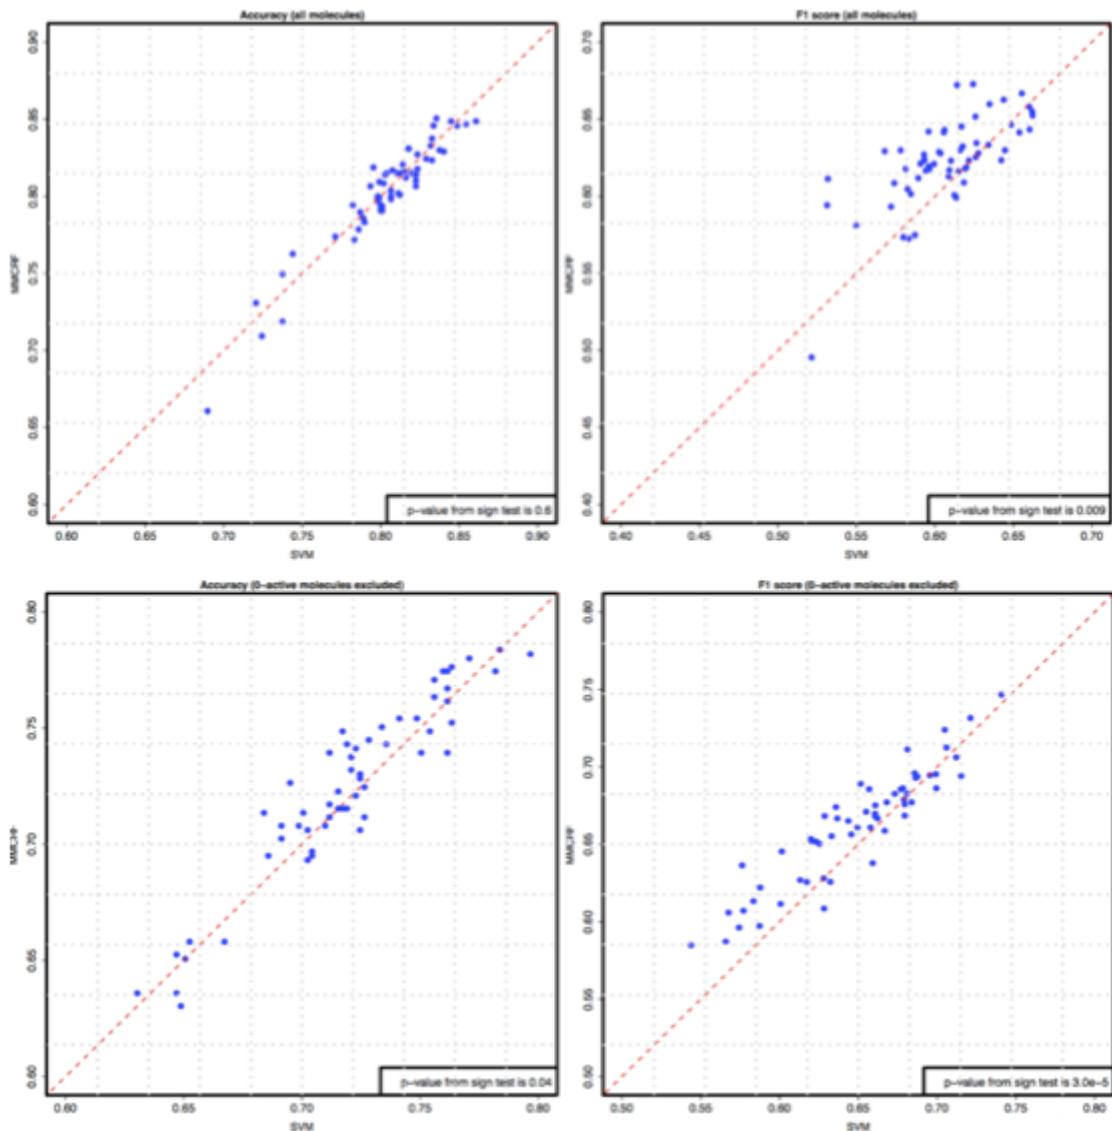 Accuracy (all molecules)
0.90
0.85
0.80
0.75
0.70
0.65
0.60
MMCRF
p-value from sign test is 0.6
0.60 0.65 0.70 0.75 0.80 0.85 0.90
SVM
F1 score (all molecules)
0.70
0.65
0.60
0.55
0.50
0.45
0.40
MMCRF
p-value from sign test is 0.009
0.40 0.45 0.50 0.55 0.60 0.65 0.70
SVM
Accuracy (0-active molecules excluded)
0.80
0.75
0.70
0.65
0.60
MMCRF
p-value from sign test is 0.04
0.60 0.65 0.70 0.75 0.80
SVM
F1 score (0-active molecules excluded)
0.80
0.75
0.70
0.65
0.60
0.55
0.50
MMCRF
p-value from sign test is 3.0e-5
0.50 0.55 0.60 0.65 0.70 0.75 0.80
SVM